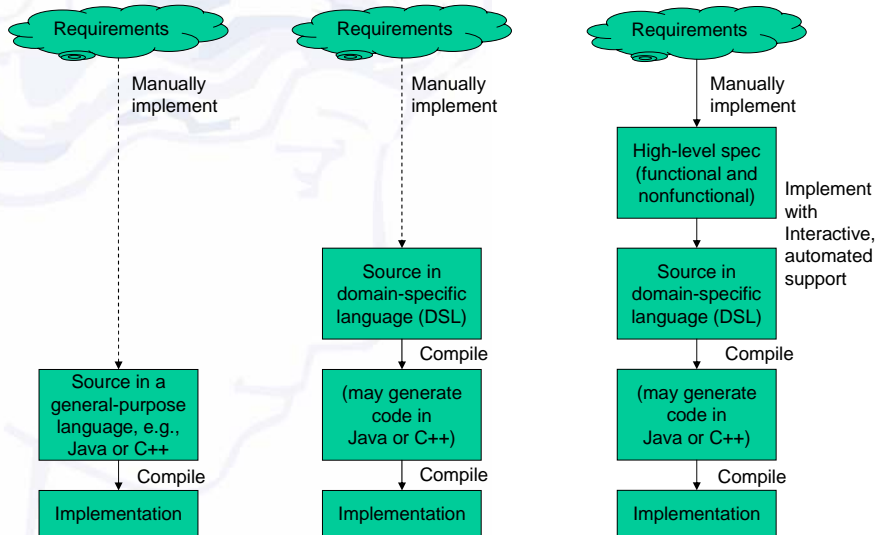 Requirements
Manually
implement
Source in a
general-purpose
language, e.g.,
Java or C++
Compile
Implementation
Requirements
Manually
implement
Source in
domain-specific
language (DSL)
Compile
(may generate
code in
Java or C++)
Compile
Implementation
Requirements
Manually
implement
High-level spec
(functional and
nonfunctional)
Implement
with
Interactive,
automated
support
Source in
domain-specific
language (DSL)
Compile
(may generate
code in
Java or C++)
Compile
Implementation